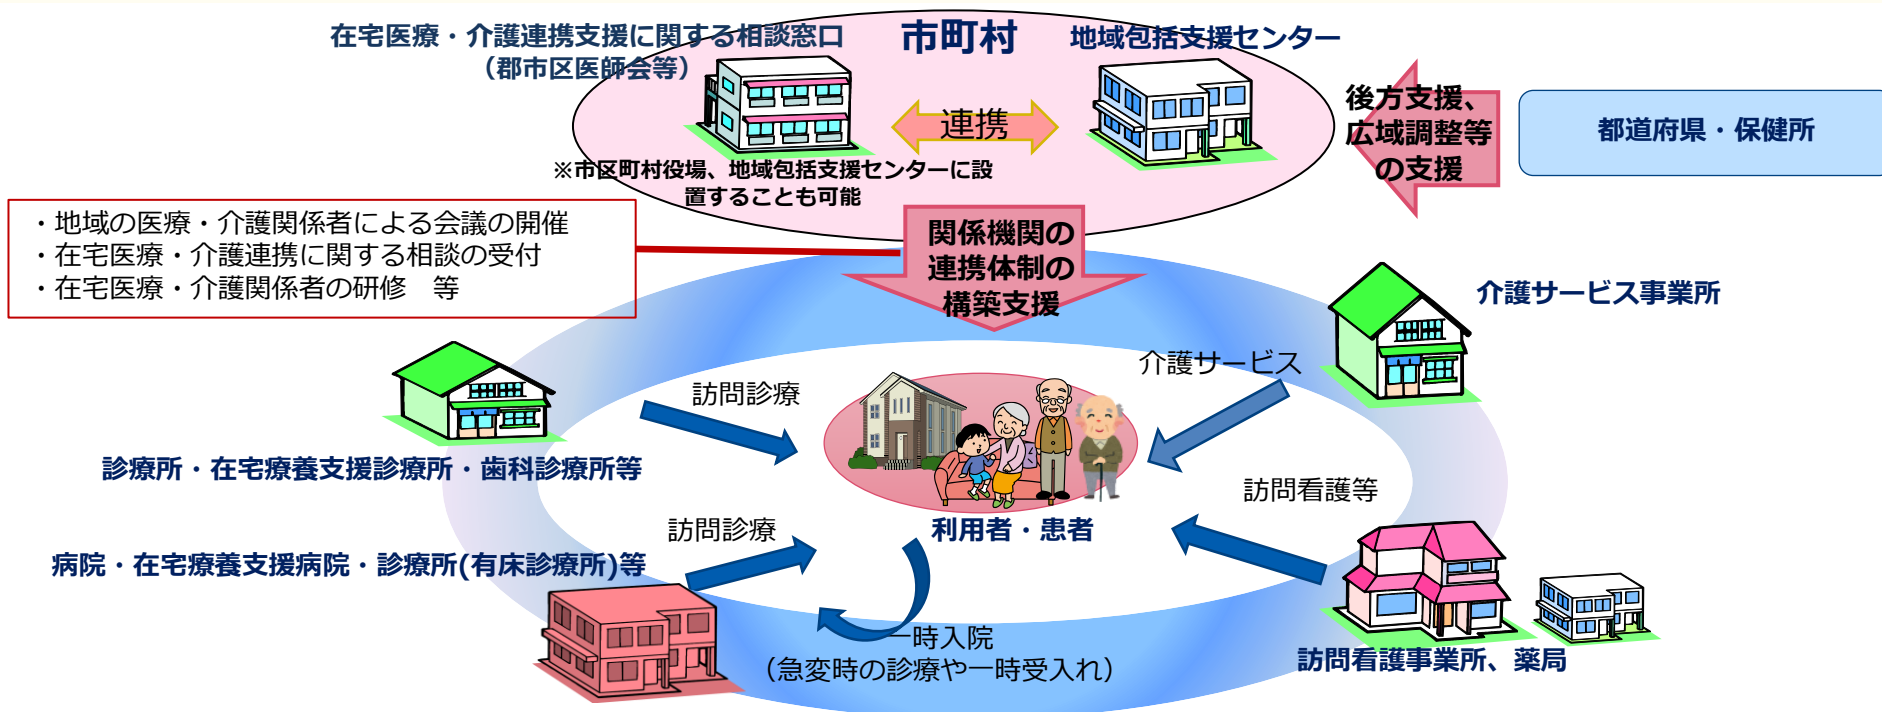 市町村
在宅医療・介護連携支援に関する相談窓口
（郡市区医師会等）
地域包括支援センター
連携
※市区町村役場、地域包括支援センターに設
置することも可能
後方支援、
広域調整等
の支援
都道府県・保健所
・地域の医療・介護関係者による会議の開催
・在宅医療・介護連携に関する相談の受付
・在宅医療・介護関係者の研修　等
関係機関の
連携体制の
構築支援
介護サービス事業所
介護サービス
訪問診療
診療所・在宅療養支援診療所・歯科診療所等
訪問看護等
利用者・患者
訪問診療
病院・在宅療養支援病院・診療所(有床診療所)等
一時入院
（急変時の診療や一時受入れ）
訪問看護事業所、薬局